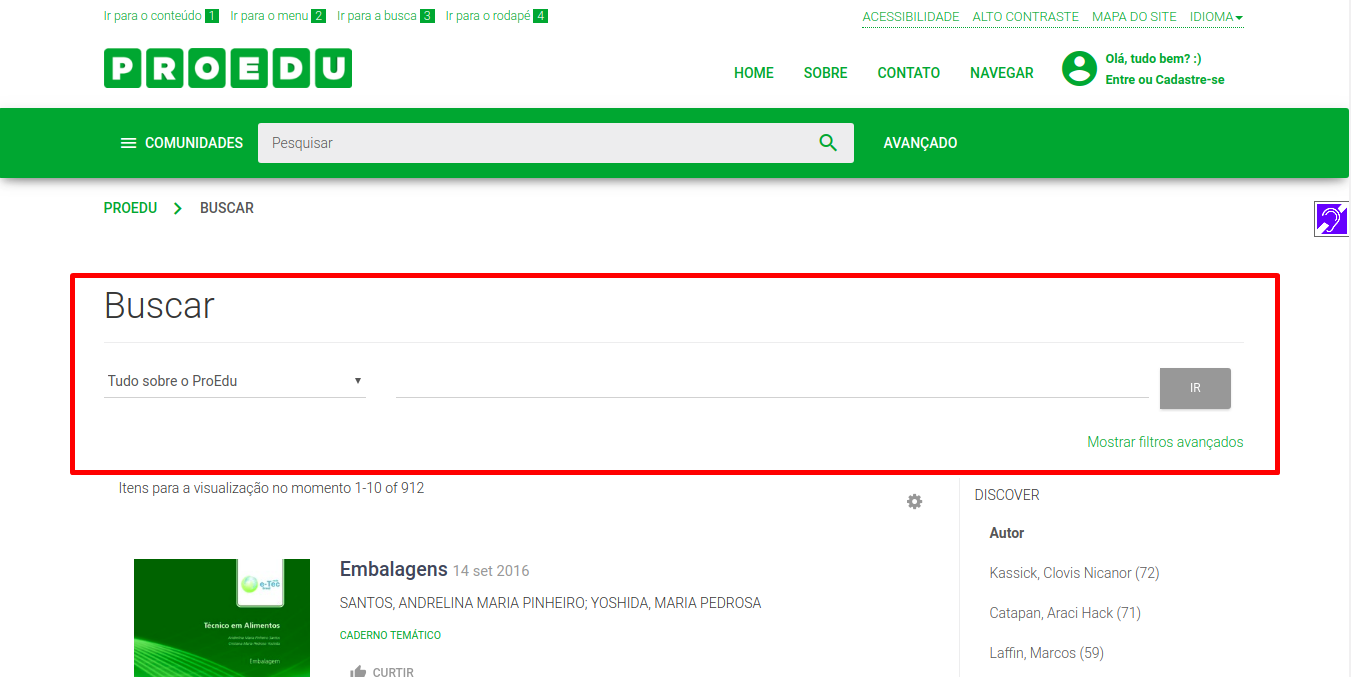 Ir para o conteúdo 1 Ir para o menu 2 Ir para a busca 3 Ir para o rodapé 4
ACESSIBILIDADE ALTO CONTRASTE MAPA DO SITE IDIOMA
PROEDU
HOME SOBRE CONTATO NAVEGAR
Olá, tudo bem? :)
Entre ou Cadastre-se
COMUNIDADES Pesquisar AVANÇADO
PROEDU BUSCAR
Buscar
Tudo sobre o ProEdu IR
Mostrar filtros avançados
Itens para a visualização no momento 1-10 of 912
Embalagens 14 set 2016
SANTOS, ANDRELINA MARIA PINHEIRO; YOSHIDA, MARIA PEDROSA
CADERNO TEMÁTICO
CURTIR
e-Tec
Técnico em Alimentos
Embalagem
DISCOVER
Autor
Kassick, Clovis Nicanor (72)
Catapan, Araci Hack (71)
Laffin, Marcos (59)